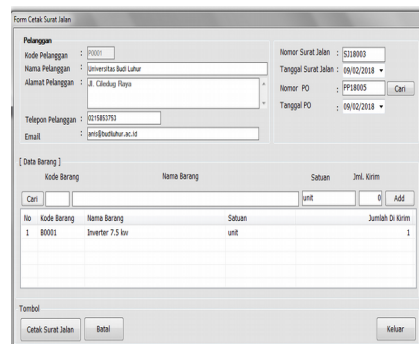 Form Cetak Surat Jalan
Pelanggan
Kode Pelanggan : P0001
Nama Pelanggan : Universitas Budi Luhur
Alamat Pelanggan : Jl. Ciledug Raya
Telepon Pelanggan : 0215853753
Email : anis@budiluhur.ac.id
Nomor Surat Jalan : SJ18003
Tanggal Surat Jalan : 09/02/2018
Nomor PO : PP18005 Cari
Tanggal PO : 09/02/2018
[ Data Barang ]
Kode Barang Nama Barang Satuan Jml. Kirim
Cari unit 0 Add
No Kode Barang Nama Barang Satuan Jumlah Di Kirim
1 B0001 Inverter 7.5 kw unit 1
Tombol
Cetak Surat Jalan Batal Keluar